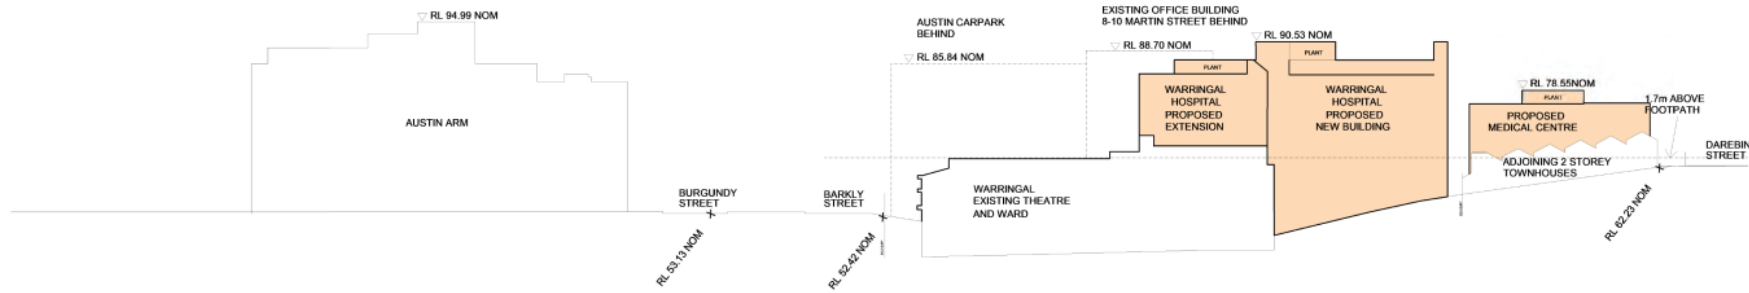 RL 94.99 NOM
AUSTIN ARM
BURGUNDY
STREET
RL 53.13 NOM
BARKLY
STREET
RL 52.42 NOM
AUSTIN CARPARK
BEHIND
RL 85.84 NOM
EXISTING OFFICE BUILDING
8-10 MARTIN STREET BEHIND
RL 88.70 NOM
RL 90.53 NOM
PLANT
PLANT
WARRINGAL
HOSPITAL
PROPOSED
EXTENSION
WARRINGAL
HOSPITAL
PROPOSED
NEW BUILDING
WARRINGAL
EXISTING THEATRE
AND WARD
RL 78.55NOM
PLANT
PROPOSED
MEDICAL CENTRE
1.7m ABOVE
FOOTPATH
ADJOINING 2 STOREY
TOWNHOUSES
DAREBIN
STREET
RL 62.23 NOM